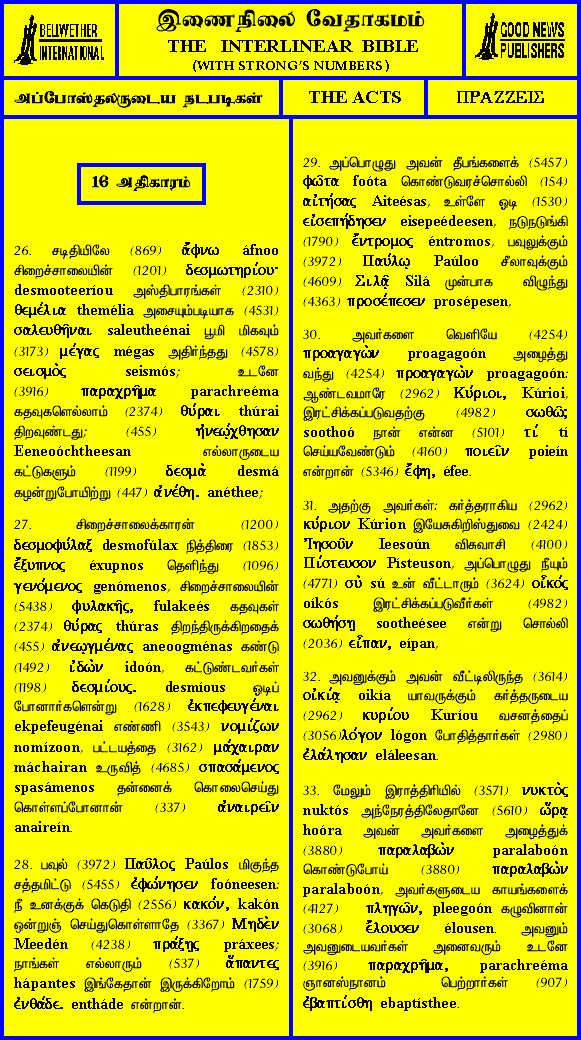 BELLWETHER
INTERNATIONAL
இணைநிலை வேதாகமம்
THE INTERLINEAR BIBLE
(WITH STRONG'S NUMBERS)
GOOD NEWS
PUBLISHERS
அப்போஸ்தலருடைய நடபடிகள்
THE ACTS
ΠΡΑΖΖΕΙΣ
16 அதிகாரம்
26. சடிதியிலே (869) ἄφνω áfnoo
சிறைச்சாலையின் (1201) δεσμωτηρίου·
desmooteeríou அஸ்திபாரங்கள் (2310)
θεμέλια themélia அசையும்படியாக (4531)
σαλευθῆναι saleutheénai பூமி மிகவும்
(3173) μέγας mégas அதிர்ந்தது (4578)
σεισμὸς seismós; உடனே
(3916) παραχρῆμα parachreéma
கதவுகளெல்லாம் (2374) θύραι thúrai
திறவுண்டது; (455) ἠνεῴχθησαν
Eeneoóchtheesan எல்லாருடைய
கட்டுகளும் (1199) δεσμὰ desmá
கழன்றுபோயிற்று (447) ἀνέθη. anéthee;
27. சிறைச்சாலைக்காரன் (1200)
δεσμοφύλαξ desmofúlax நித்திரை (1853)
ἔξυπνος éxupnos தெளிந்து (1096)
γενόμενος genómenos, சிறைச்சாலையின்
(5438) φυλακῆς, fulakeés கதவுகள்
(2374) θύρας thúras திறந்திருக்கிறதைக்
(455) ἀνεῳγμένας aneoogménas கண்டு
(1492) ἰδὼν idoón, கட்டுண்டவர்கள்
(1198) δεσμίους. desmíous ஓடிப்
போனார்களென்று (1628) ἐκπεφευγέναι
ekpefeugénai எண்ணி (3543) νομίζων
nomízoon, பட்டயத்தை (3162) μάχαιραν
máchairan உருவித் (4685) σπασάμενος
spasámenos தன்னைக் கொலைசெய்து
கொள்ளப்போனான் (337) ἀναιρεῖν
anaireín.
28. பவுல் (3972) Παῦλος Paúlos மிகுந்த
சத்தமிட்டு (5455) ἐφώνησεν foóneesen;
நீ உனக்குக் கெடுதி (2556) κακόν, kakón
ஒன்றுஞ் செய்துகொள்ளாதே (3367) Μηδὲν
Meedén (4238) πράξῃς práxees;
நாங்கள் எல்லாரும் (537) ἅπαντες
hápantes இங்கேதான் இருக்கிறோம் (1759)
ἐνθάδε. entháde என்றான்.
29. அப்பொழுது அவன் தீபங்களைக் (5457)
φῶτα foóta கொண்டுவரச்சொல்லி (154)
αἰτήσας Aiteésas, உள்ளே ஓடி (1530)
εἰσεπήδησεν eisepeédeesen, நடுநடுங்கி
(1790) ἔντρομος éntromos, பவுலுக்கும்
(3972) Παύλῳ Paúloo சீலாவுக்கும்
(4609) Σιλᾷ Silá முன்பாக விழுந்து
(4363) προσέπεσεν prosépesen,
30. அவர்களை வெளியே (4254)
προαγαγὼν proagagoón அழைத்து
வந்து (4254) προαγαγὼν proagagoón:
ஆண்டவமாரே (2962) Κύριοι, Kúrioi,
இரட்சிக்கப்படுவதற்கு (4982) σωθῶ;
soothoó நான் என்ன (5101) τί tí
செய்யவேண்டும் (4160) ποιεῖν poieín
என்றான் (5346) ἔφη, éfee.
31. அதற்கு அவர்கள்: கர்த்தராகிய (2962)
κύριον Kúrion இயேசுகிறிஸ்துவை (2424)
Ἰησοῦν Ieesoún விசுவாசி (4100)
Πίστευσον Písteuson, அப்பொழுது நீயும்
(4771) σὺ sú உன் வீட்டாரும் (3624) οἶκός
oíkós இரட்சிக்கப்படுவீர்கள் (4982)
σωθήσῃ sootheésee என்று சொல்லி
(2036) εἶπαν, eípan,
32. அவனுக்கும் அவன் வீட்டிலிருந்த (3614)
οἰκίᾳ oikía யாவருக்கும் கர்த்தருடைய
(2962) κυρίου Kuríou வசனத்தைப்
(3056)λόγον lógon போதித்தார்கள் (2980)
ἐλάλησαν eláleesan.
33. மேலும் இராத்திரியில் (3571) νυκτὸς
nuktós அந்நேரத்திலேதானே (5610) ὥρᾳ
hoóra அவன் அவர்களை அழைத்துக்
(3880) παραλαβὼν paralaboón
கொண்டுபோய் (3880) παραλαβὼν
paralaboón, அவர்களுடைய காயங்களைக்
(4127) πληγῶν, pleegoón கழுவினான்
(3068) ἔλουσεν élousen. அவனும்
அவனுடையவர்கள் அனைவரும் உடனே
(3916) παραχρῆμα, parachreéma
ஞானஸ்நானம் பெற்றார்கள் (907)
ἐβαπτίσθη ebaptísthee.